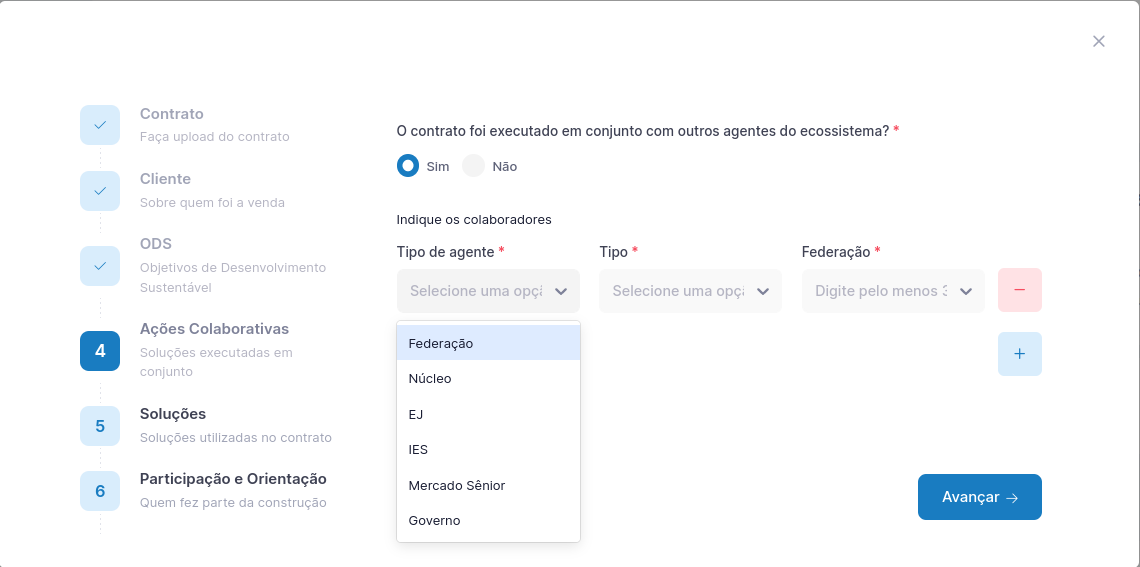 Contrato
Faça upload do contrato
Cliente
Sobre quem foi a venda
ODS
Objetivos de Desenvolvimento
Sustentável
4
Ações Colaborativas
Soluções executadas em
conjunto
5
Soluções
Soluções utilizadas no contrato
6
Participação e Orientação
Quem fez parte da construção
O contrato foi executado em conjunto com outros agentes do ecossistema? *
Sim
Não
Indique os colaboradores
Tipo de agente *
Tipo *
Federação *
Selecione uma opçã
Selecione uma opçã
Digite pelo menos 3
Federação
Núcleo
EJ
IES
Mercado Sênior
Governo
Avançar →